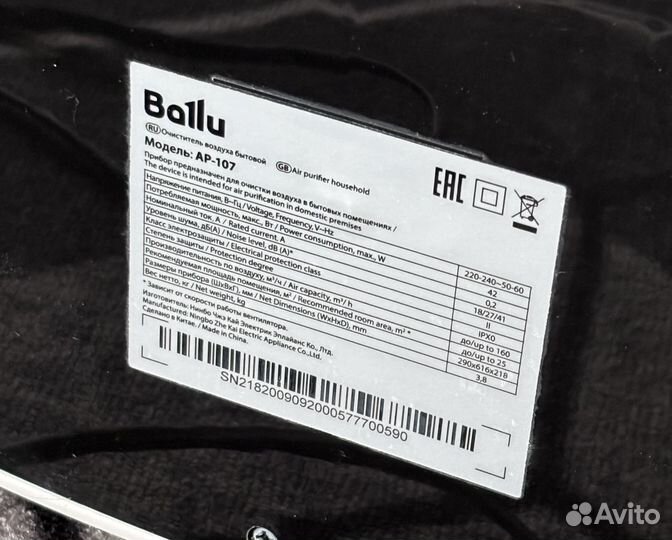 Ballu
RU Очиститель воздуха бытовой GB Air purifier household
Модель: AP-107
EAC
Прибор предназначен для очистки воздуха в бытовых помещениях /
The device is intended for air purification in domestic premises
Напряжение питания, В~Гц / Voltage, Frequency, V~Hz 220-240~50-60
Потребляемая мощность, макс., Вт / Power consumption, max., W 42
Номинальный ток, А / Rated current, A 0,2
Уровень шума, дБ(А) / Noise level, dB (A)* 18/27/41
Класс электрозащиты / Electrical protection class II
Степень защиты / Protection degree IPX0
Производительность по воздуху, м³/ч / Air capacity, m³/h до/up to 160
Рекомендуемая площадь помещения, м² / Recommended room area, m² * до/up to 25
Размеры прибора (ШхВхГ), мм / Net Dimensions (WxHxD), mm 290x616x218
Вес нетто, кг / Net weight, kg 3,8
* Зависит от скорости работы вентилятора.
Изготовитель: Нинбо Чжэ Кай Электрик Эплайанс Ко., Лтд.
Manufacturer: Ningbo Zhe Kai Electric Appliance Co., Ltd.
Сделано в Китае. / Made in China.
SN2182009092000577700590
Avito